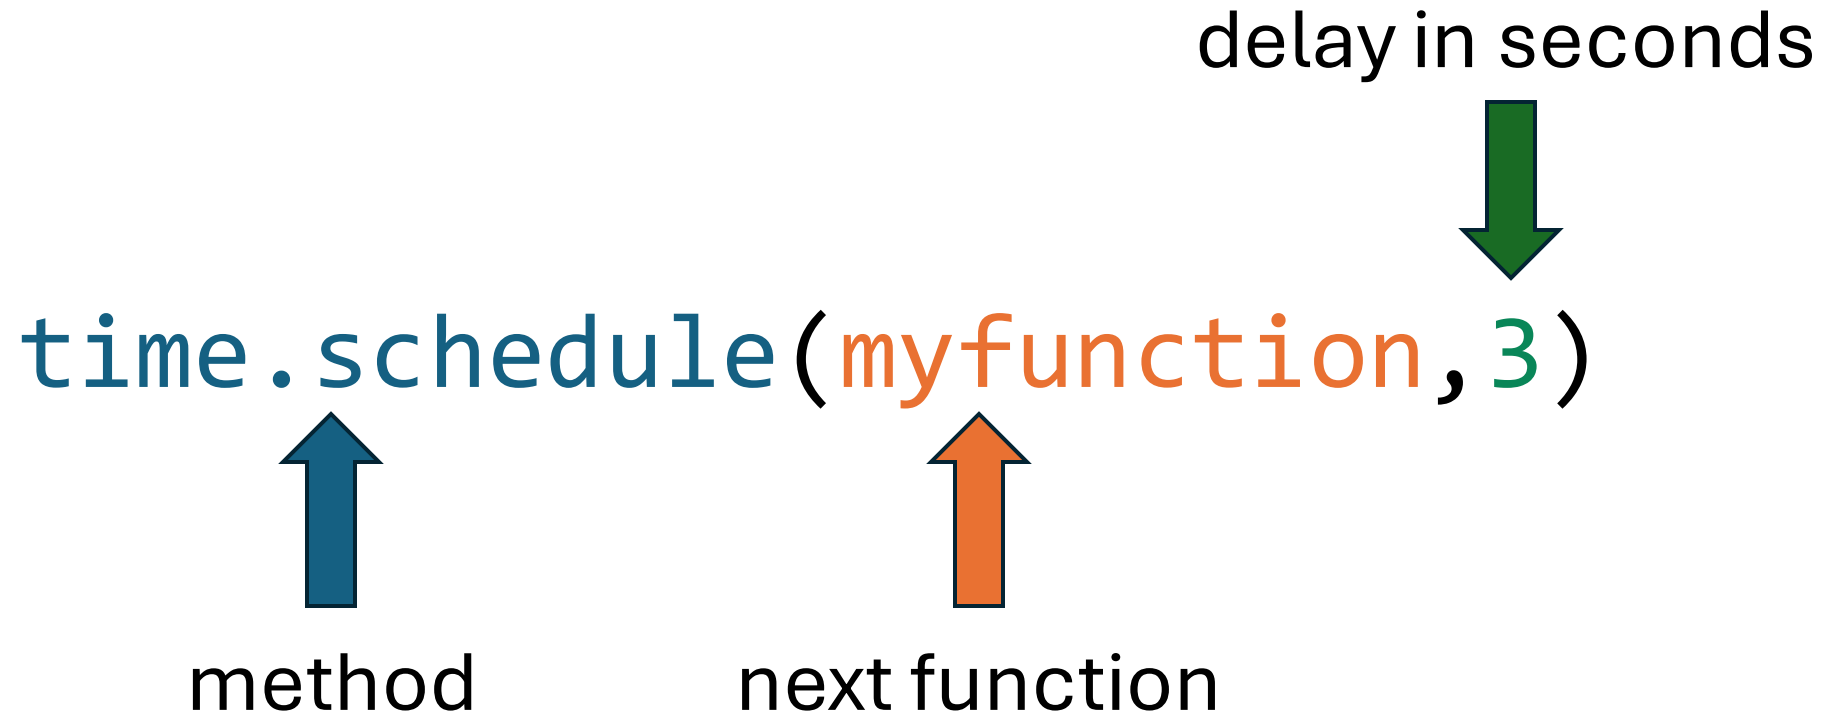 delay in seconds
time.schedule(myfunction,3)
method
next function